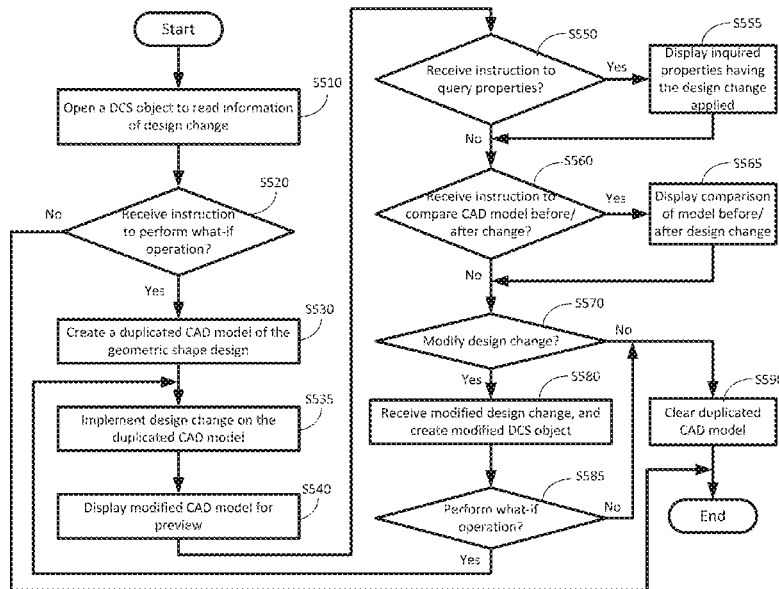 Start
S510
Open a DCS object to read information
of design change
S520
No
Receive instruction
to perform what-if
operation?
Yes
S530
Create a duplicated CAD model of the
geometric shape design
S535
Implement design change on the
duplicated CAD model
S540
Display modified CAD model for
preview
S550
Receive instruction to
query properties?
Yes
No
S555
Display inquired
properties having
the design change
applied
S560
Receive instruction to
compare CAD model before/
after change?
Yes
No
S565
Display comparison
of model before/
after design change
S570
Modify design change?
No
Yes
S580
Receive modified design change, and
create modified DCS object
S585
Perform what-if
operation?
No
Yes
S590
Clear duplicated
CAD model
End